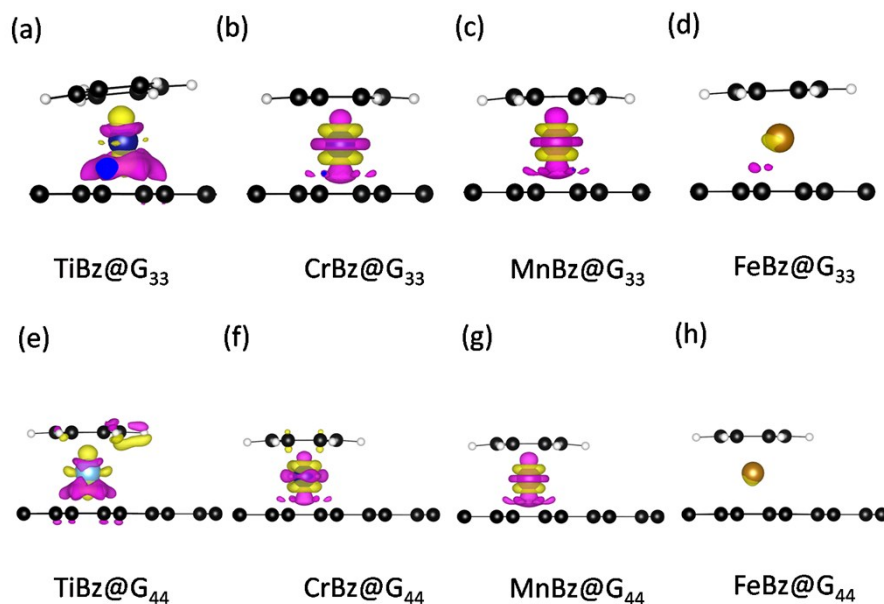 (a) (b) (c) (d)
TiBz@G₃₃ CrBz@G₃₃ MnBz@G₃₃ FeBz@G₃₃
(e) (f) (g) (h)
TiBz@G₄₄ CrBz@G₄₄ MnBz@G₄₄ FeBz@G₄₄